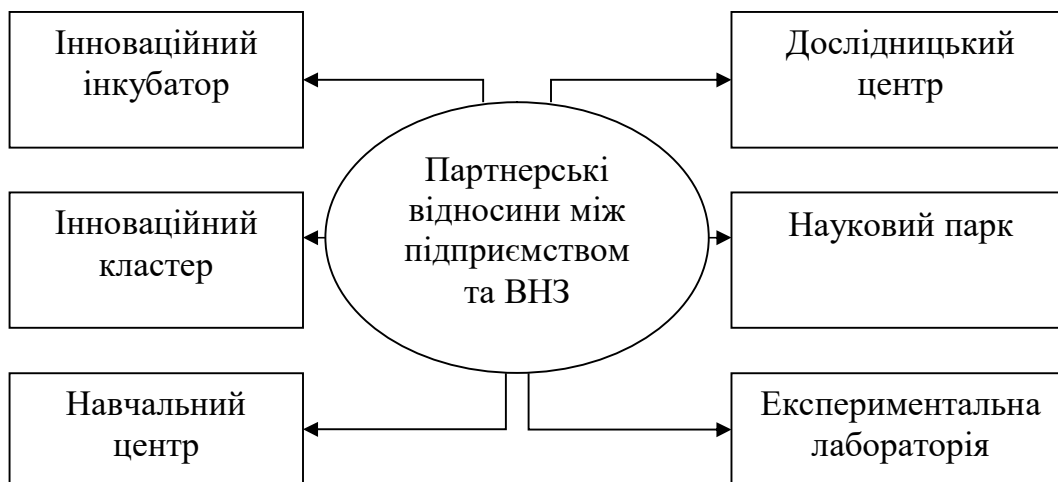 Інноваційний
інкубатор
Дослідницький
центр
Партнерські
відносини між
підприємством
та ВНЗ
Інноваційний
кластер
Науковий парк
Навчальний
центр
Експериментальна
лабораторія